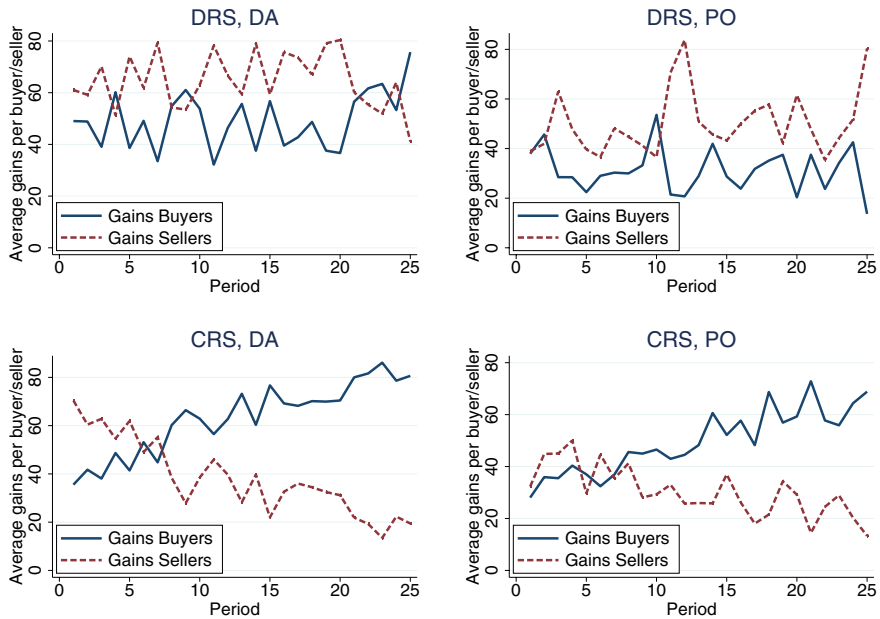 DRS, DA
Average gains per buyer/seller
80
60
40
20
0
Gains Buyers
Gains Sellers
0 5 10 15 20 25
Period
DRS, PO
Average gains per buyer/seller
80
60
40
20
0
Gains Buyers
Gains Sellers
0 5 10 15 20 25
Period
CRS, DA
Average gains per buyer/seller
80
60
40
20
0
Gains Buyers
Gains Sellers
0 5 10 15 20 25
Period
CRS, PO
Average gains per buyer/seller
80
60
40
20
0
Gains Buyers
Gains Sellers
0 5 10 15 20 25
Period